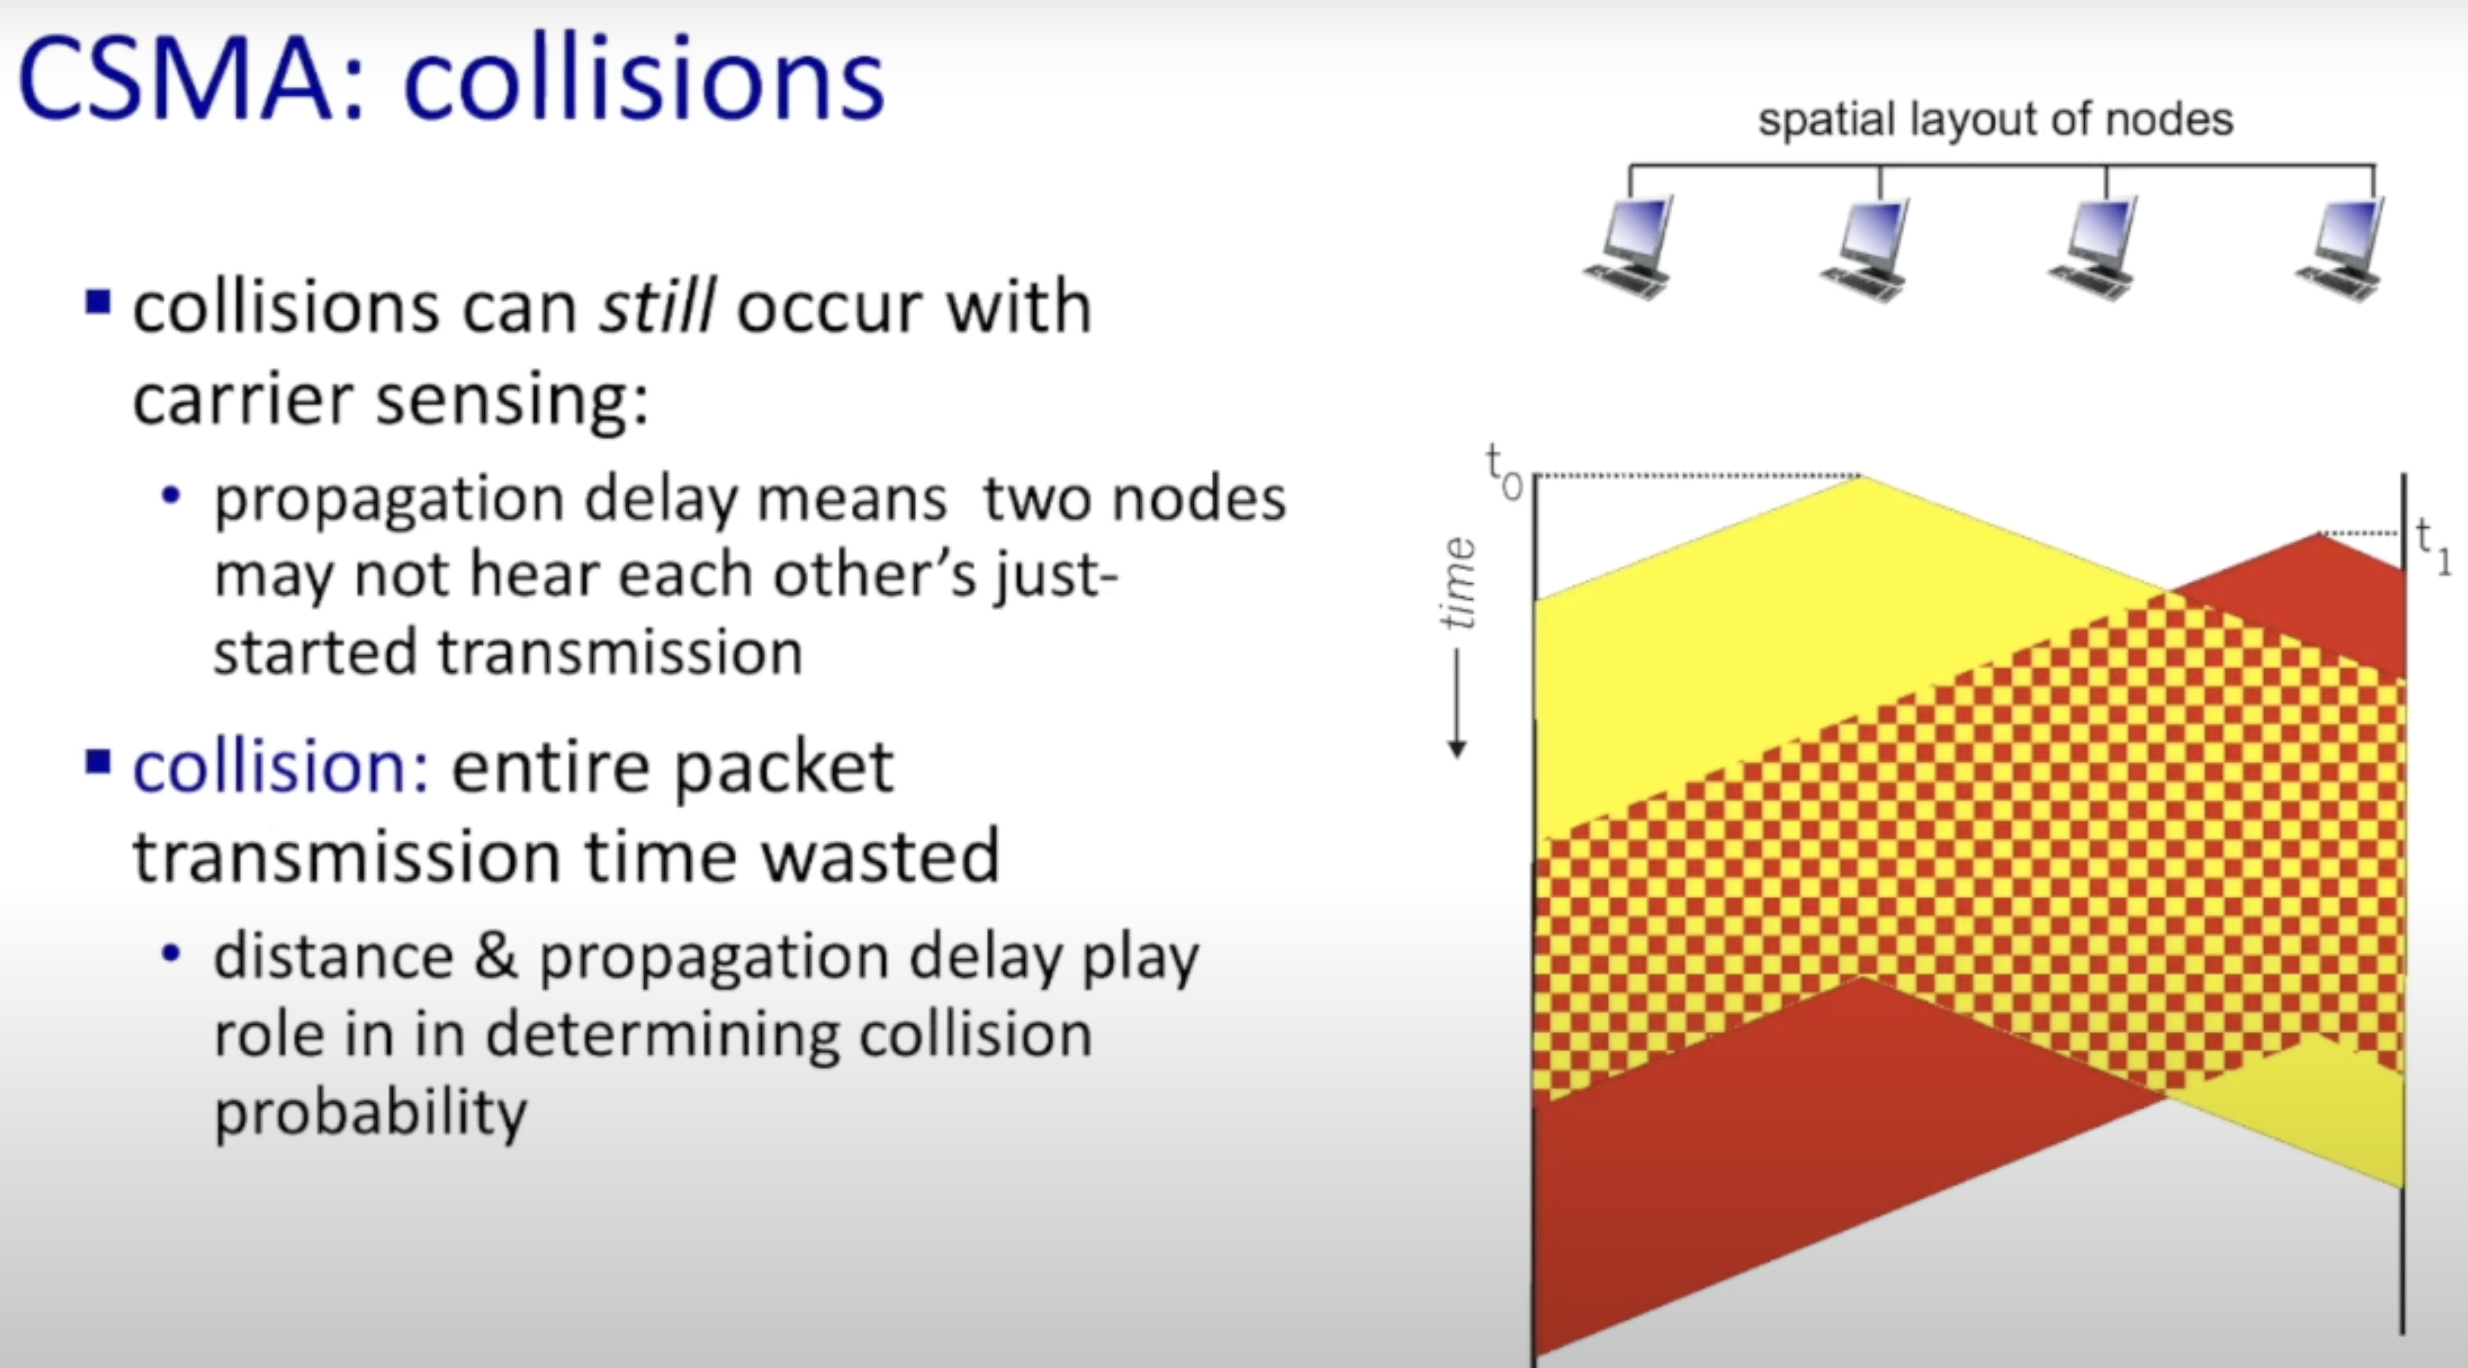 CSMA: collisions
spatial layout of nodes
▪ collisions can still occur with
carrier sensing:
• propagation delay means two nodes
may not hear each other’s just-
started transmission
▪ collision: entire packet
transmission time wasted
• distance & propagation delay play
role in in determining collision
probability
t0
t1
time